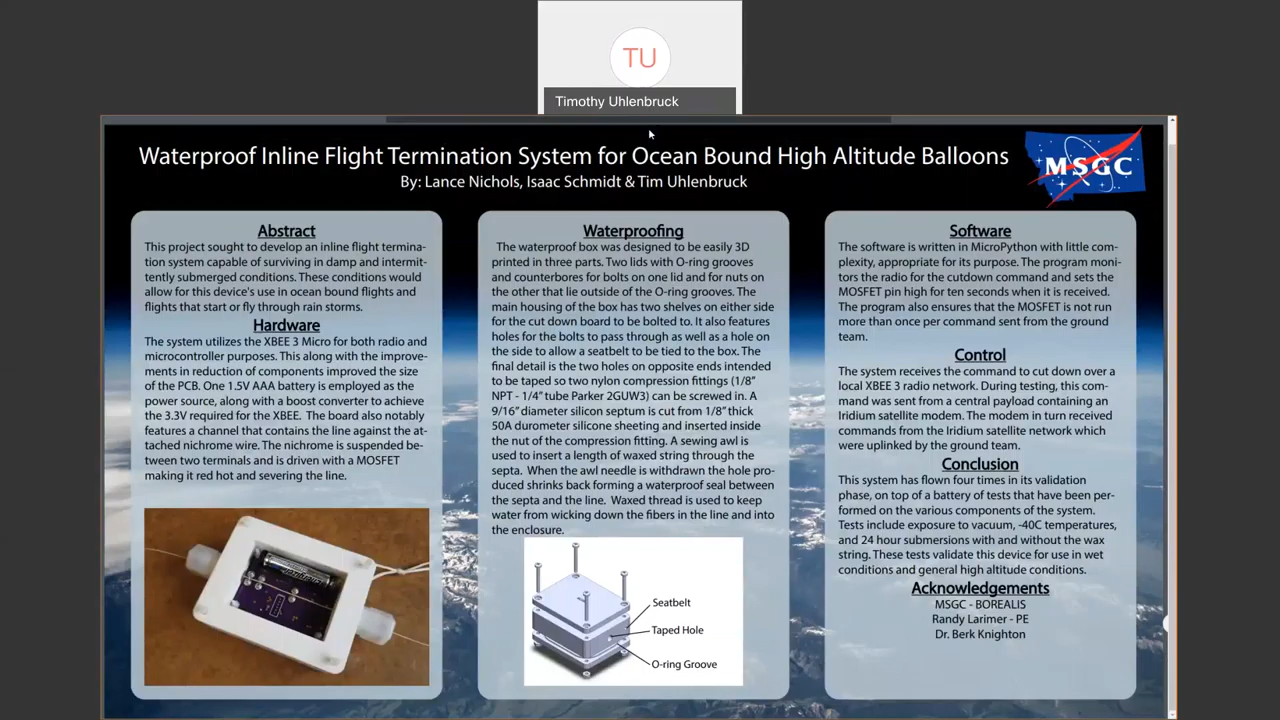 TU
Timothy Uhlenbruck
Waterproof Inline Flight Termination System for Ocean Bound High Altitude Balloons
By: Lance Nichols, Isaac Schmidt & Tim Uhlenbruck
MSGC
Abstract
This project sought to develop an inline flight termina-
tion system capable of surviving in damp and intermit-
tently submerged conditions. These conditions would
allow for this device's use in ocean bound flights and
flights that start or fly through rain storms.
Hardware
The system utilizes the XBEE 3 Micro for both radio and
microcontroller purposes. This along with the improve-
ments in reduction of components improved the size
of the PCB. One 1.5V AAA battery is employed as the
power source, along with a boost converter to achieve
the 3.3V required for the XBEE. The board also notably
features a channel that contains the line against the at-
tached nichrome wire. The nichrome is suspended be-
tween two terminals and is driven with a MOSFET
making it red hot and severing the line.
Waterproofing
The waterproof box was designed to be easily 3D
printed in three parts. Two lids with O-ring grooves
and counterbores for bolts on one lid and for nuts on
the other that lie outside of the O-ring grooves. The
main housing of the box has two shelves on either side
for the cut down board to be bolted to. It also features
holes for the bolts to pass through as well as a hole on
the side to allow a seatbelt to be tied to the box. The
final detail is the two holes on opposite ends intended
to be taped so two nylon compression fittings (1/8"
NPT - 1/4" tube Parker 2GUW3) can be screwed in. A
9/16" diameter silicon septum is cut from 1/8" thick
50A durometer silicone sheeting and inserted inside
the nut of the compression fitting. A sewing awl is
used to insert a length of waxed string through the
septa. When the awl needle is withdrawn the hole pro-
duced shrinks back forming a waterproof seal between
the septa and the line. Waxed thread is used to keep
water from wicking down the fibers in the line and into
the enclosure.
Seatbelt
Taped Hole
O-ring Groove
Software
The software is written in MicroPython with little com-
plexity, appropriate for its purpose. The program moni-
tors the radio for the cutdown command and sets the
MOSFET pin high for ten seconds when it is received.
The program also ensures that the MOSFET is not run
more than once per command sent from the ground
team.
Control
The system receives the command to cut down over a
local XBEE 3 radio network. During testing, this com-
mand was sent from a central payload containing an
Iridium satellite modem. The modem in turn received
commands from the Iridium satellite network which
were uplinked by the ground team.
Conclusion
This system has flown four times in its validation
phase, on top of a battery of tests that have been per-
formed on the various components of the system.
Tests include exposure to vacuum, -40C temperatures,
and 24 hour submersions with and without the wax
string. These tests validate this device for use in wet
conditions and general high altitude conditions.
Acknowledgements
MSGC - BOREALIS
Randy Larimer - PE
Dr. Berk Knighton